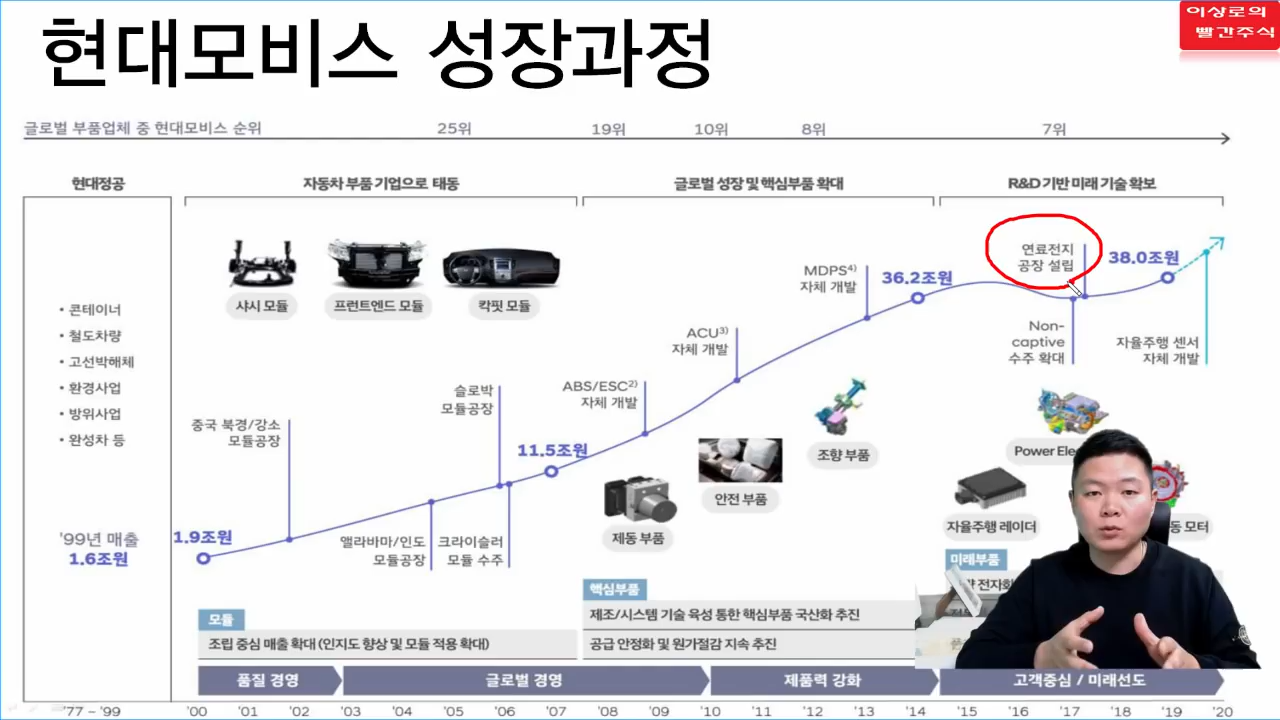 현대모비스 성장과정
이상로의
빨간주식
글로벌 부품업체 중 현대모비스 순위
25위
19위
10위
8위
7위
현대정공
자동차 부품 기업으로 태동
글로벌 성장 및 핵심부품 확대
R&D 기반 미래 기술 확보
• 콘테이너
• 철도차량
• 고선박해체
• 환경사업
• 방위사업
• 완성차 등
'99년 매출
1.6조원
샤시 모듈
프런트엔드 모듈
칵핏 모듈
1.9조원
중국 북경/강소
모듈공장
앨라바마/인도
모듈공장
슬로박
모듈공장
크라이슬러
모듈 수주
11.5조원
ABS/ESC2)
자체 개발
ACU3)
자체 개발
MDPS4)
자체 개발
36.2조원
연료전지
공장 설립
38.0조원
Non-
captive
수주 확대
자율주행 센서
자체 개발
제동 부품
안전 부품
조향 부품
Power Ele
자율주행 레이더
동 모터
모듈
조립 중심 매출 확대 (인지도 향상 및 모듈 적용 확대)
핵심부품
제조/시스템 기술 육성 통한 핵심부품 국산화 추진
공급 안정화 및 원가절감 지속 추진
미래부품
전자화
품질 경영
글로벌 경영
제품력 강화
고객중심 / 미래선도
'77 ~ '99
'00
'01
'02
'03
'04
'05
'06
'07
'08
'09
'10
'11
'12
'13
'14
'15
'16
'17
'18
'19
'20